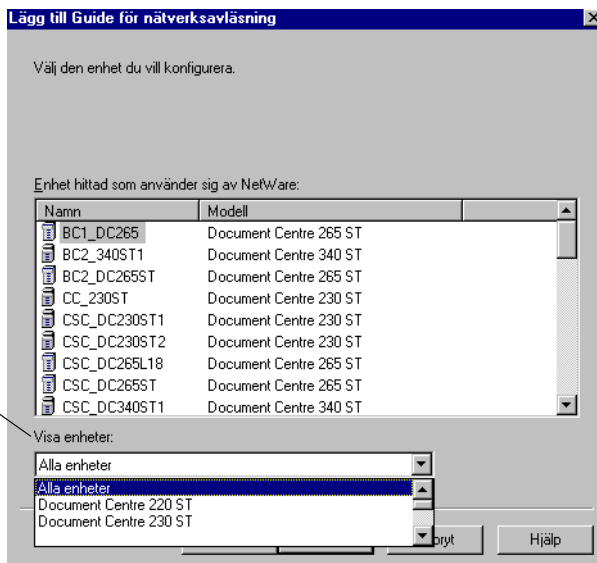 Lägg till Guide för nätverksavläsning
Välj den enhet du vill konfigurera.
Enhet hittad som använder sig av NetWare:
Namn Modell
BC1_DC265 Document Centre 265 ST
BC2_340ST1 Document Centre 340 ST
BC2_DC265ST Document Centre 265 ST
CC_230ST Document Centre 230 ST
CSC_DC230ST1 Document Centre 230 ST
CSC_DC230ST2 Document Centre 230 ST
CSC_DC265L18 Document Centre 265 ST
CSC_DC265ST Document Centre 265 ST
CSC_DC340ST1 Document Centre 340 ST
Visa enheter:
Alla enheter
Alla enheter
Document Centre 220 ST
Document Centre 230 ST
bryt Hjälp